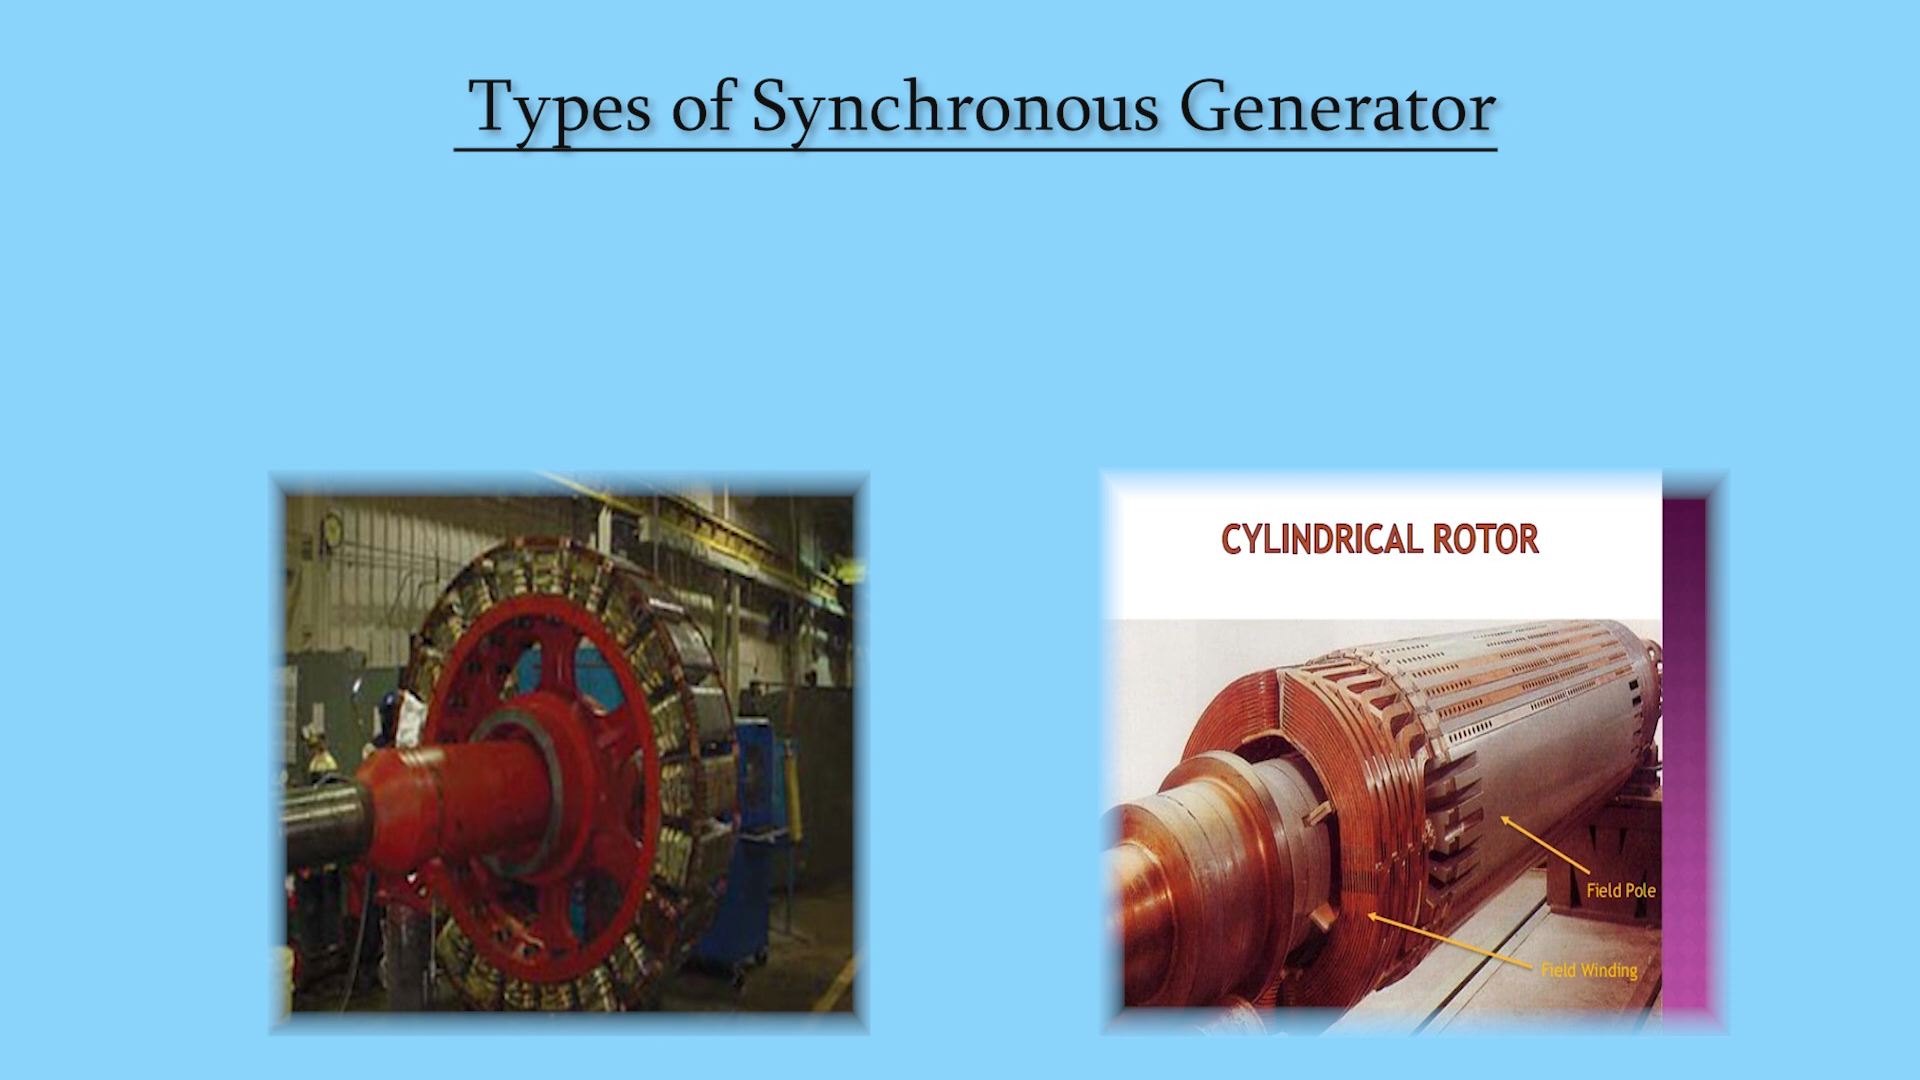 Types of Synchronous Generator
CYLINDRICAL ROTOR
Field Pole
Field Winding